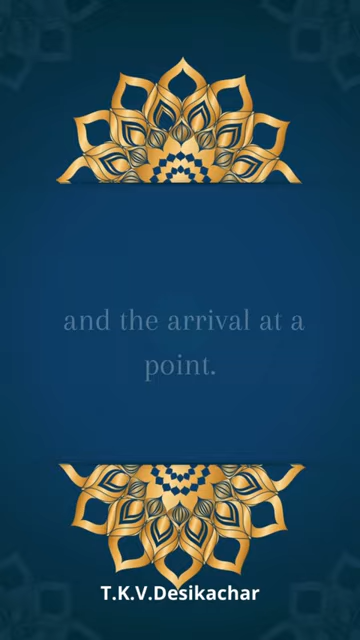 and the arrival at a
point.
T.K.V.Desikachar